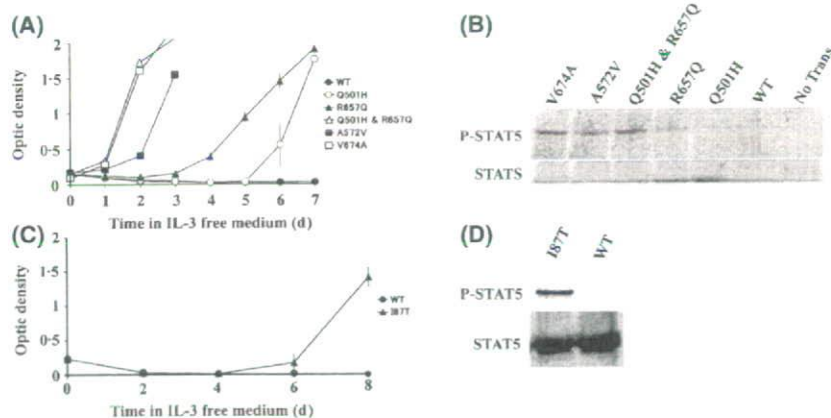 (A)
Optic density
2
1·5
1
0·5
0
0 1 2 3 4 5 6 7
Time in IL-3 free medium (d)
WT
Q501H
R657Q
Q501H & R657Q
A572V
V674A
(B)
V674A
A572V
Q501H & R657Q
R657Q
Q501H
WT
No Trans
P-STAT5
STATS
(C)
Optic density
2
1·5
1
0·5
0
0 2 4 6 8
Time in IL-3 free medium (d)
WT
I87T
(D)
I87T
WT
P-STAT5
STAT5